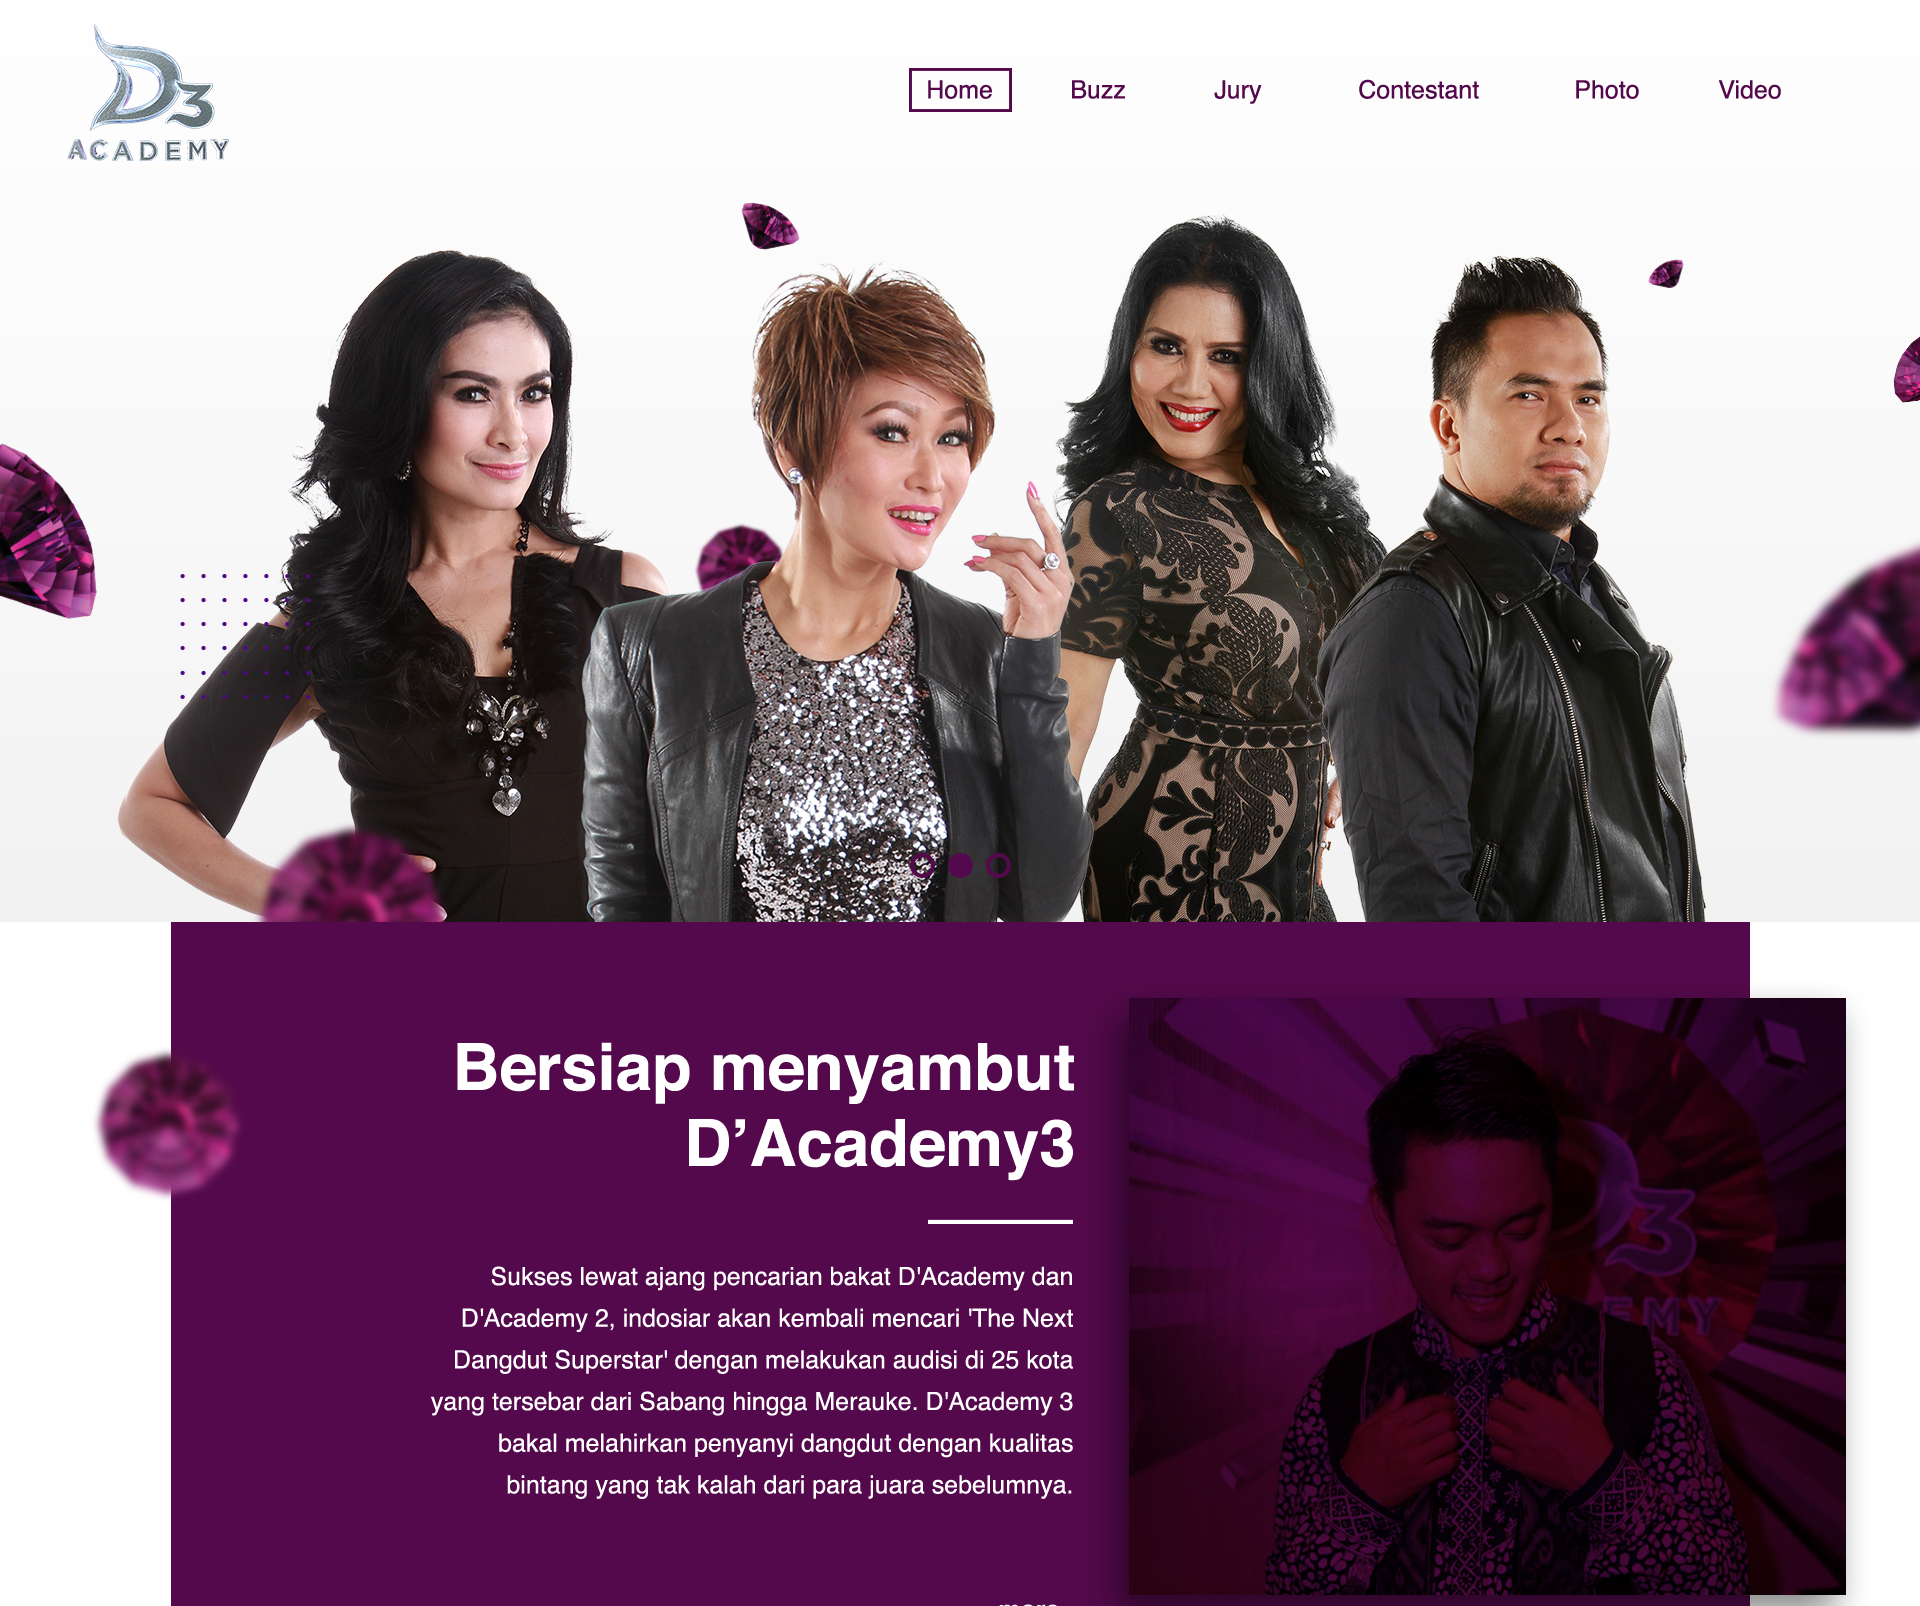 D3
ACADEMY
Home
Buzz
Jury
Contestant
Photo
Video
Bersiap menyambut
D’Academy3
Sukses lewat ajang pencarian bakat D'Academy dan
D'Academy 2, indosiar akan kembali mencari 'The Next
Dangdut Superstar' dengan melakukan audisi di 25 kota
yang tersebar dari Sabang hingga Merauke. D'Academy 3
bakal melahirkan penyanyi dangdut dengan kualitas
bintang yang tak kalah dari para juara sebelumnya.
3
EMY